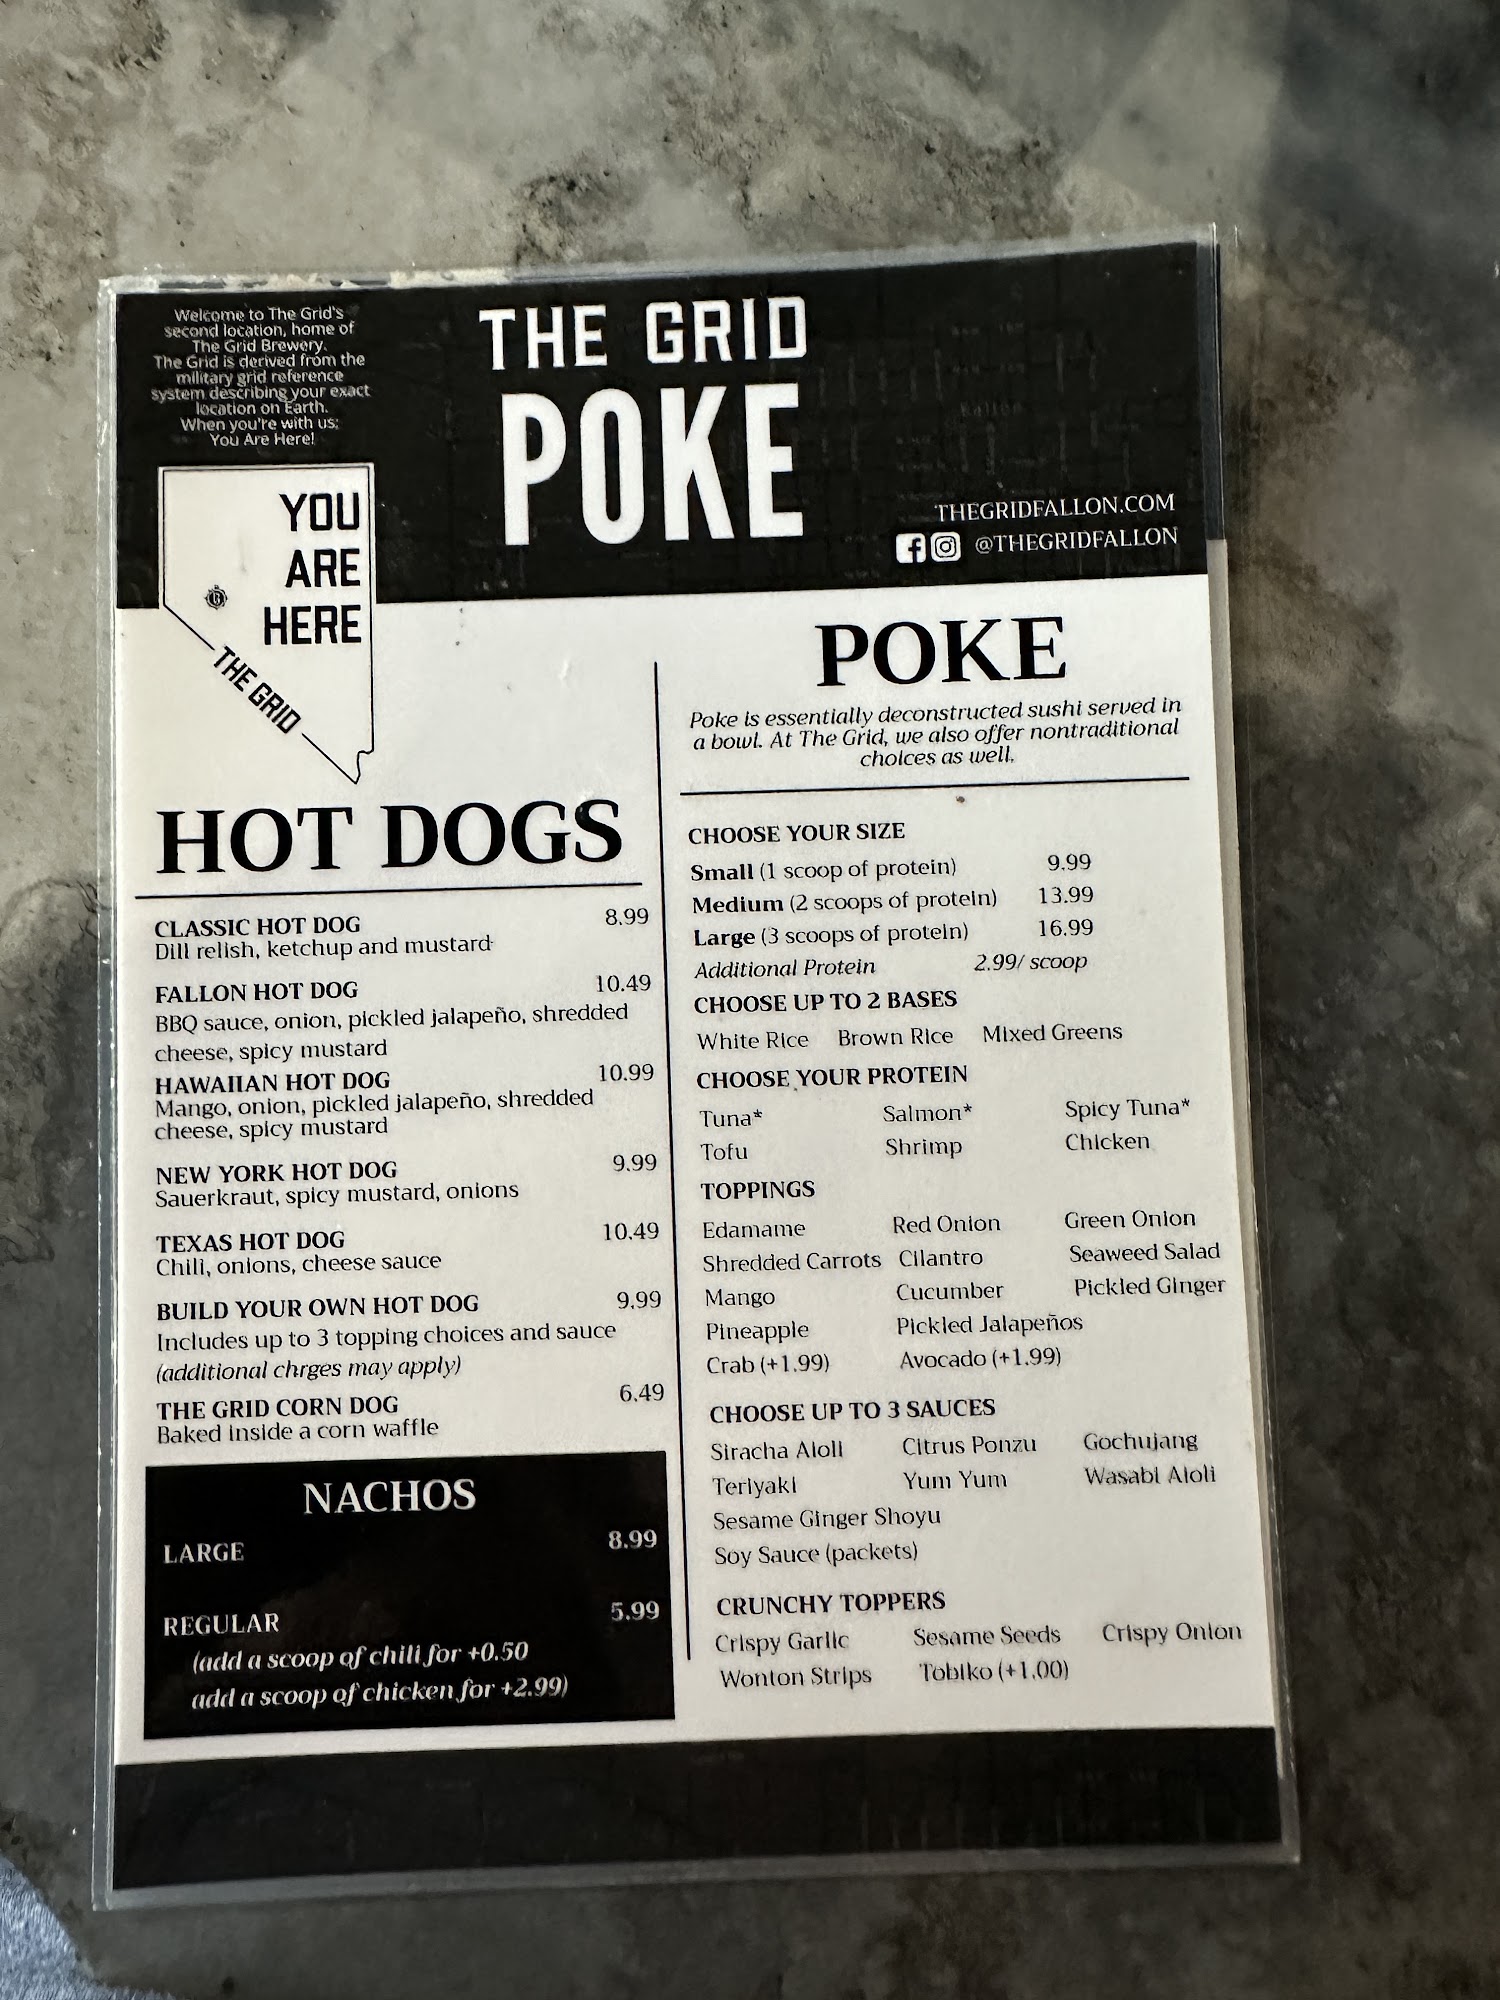 Welcome to The Grid's
second location, home of
The Grid Brewery.
The Grid is derived from the
military grid reference
system describing your exact
location on Earth.
When you're with us;
You Are Here!
THE GRID
POKE
THEGRIDFALLON.COM
@THEGRIDFALLON
YOU
ARE
HERE
THE GRID
HOT DOGS
CLASSIC HOT DOG 8.99
Dill relish, ketchup and mustard
FALLON HOT DOG 10.49
BBQ sauce, onion, pickled jalapeño, shredded
cheese, spicy mustard
HAWAIIAN HOT DOG 10.99
Mango, onion, pickled jalapeño, shredded
cheese, spicy mustard
NEW YORK HOT DOG 9.99
Sauerkraut, spicy mustard, onions
TEXAS HOT DOG 10.49
Chili, onions, cheese sauce
BUILD YOUR OWN HOT DOG 9.99
Includes up to 3 topping choices and sauce
(additional chrges may apply)
THE GRID CORN DOG 6.49
Baked inside a corn waffle
NACHOS
LARGE 8.99
REGULAR 5.99
(add a scoop of chili for +0.50
add a scoop of chicken for +2.99)
POKE
Poke is essentially deconstructed sushi served in
a bowl. At The Grid, we also offer nontraditional
choices as well.
CHOOSE YOUR SIZE
Small (1 scoop of protein) 9.99
Medium (2 scoops of protein) 13.99
Large (3 scoops of protein) 16.99
Additional Protein 2.99/ scoop
CHOOSE UP TO 2 BASES
White Rice Brown Rice Mixed Greens
CHOOSE YOUR PROTEIN
Tuna* Salmon* Spicy Tuna*
Tofu Shrimp Chicken
TOPPINGS
Edamame Red Onion Green Onion
Shredded Carrots Cilantro Seaweed Salad
Mango Cucumber Pickled Ginger
Pineapple Pickled Jalapeños
Crab (+1.99) Avocado (+1.99)
CHOOSE UP TO 3 SAUCES
Siracha Aioli Citrus Ponzu Gochujang
Teriyaki Yum Yum Wasabi Aioli
Sesame Ginger Shoyu
Soy Sauce (packets)
CRUNCHY TOPPERS
Crispy Garlic Sesame Seeds Crispy Onion
Wonton Strips Tobiko (+1.00)